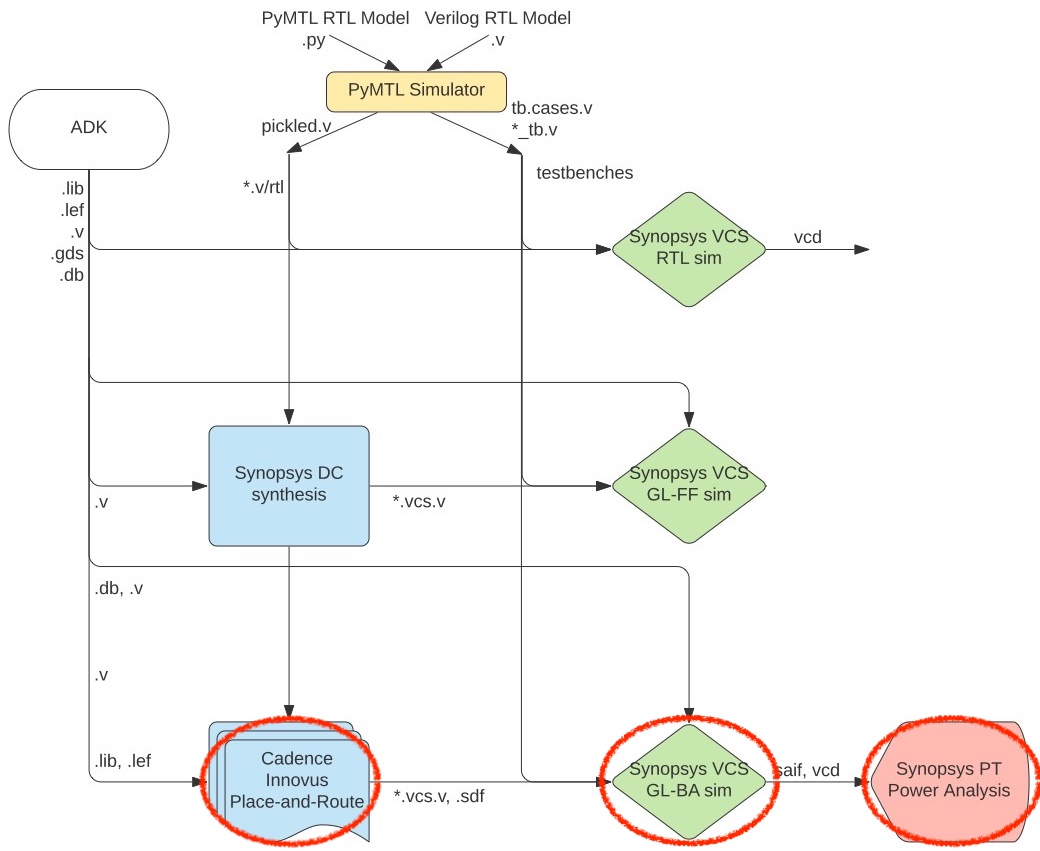 PyMTL RTL Model
.py
Verilog RTL Model
.v
PyMTL Simulator
ADK
pickled.v
tb.cases.v
*_tb.v
testbenches
*.v/rtl
.lib
.lef
.v
.gds
.db
Synopsys VCS
RTL sim
vcd
Synopsys DC
synthesis
.v
*.vcs.v
Synopsys VCS
GL-FF sim
.db, .v
.v
.lib, .lef
Cadence
Innovus
Place-and-Route
*.vcs.v, .sdf
Synopsys VCS
GL-BA sim
saif, vcd
Synopsys PT
Power Analysis